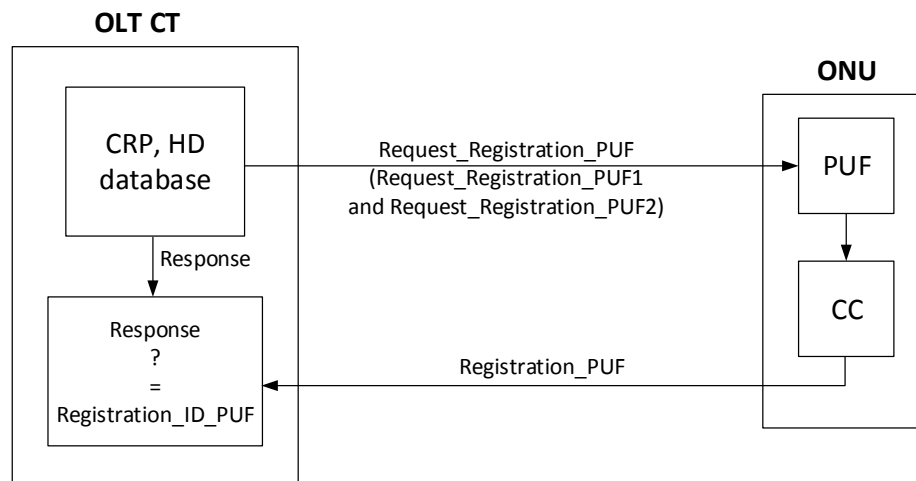 OLT CT
ONU
CRP, HD
database
Request_Registration_PUF
(Request_Registration_PUF1
and Request_Registration_PUF2)
PUF
Response
CC
Response
?
=
Registration_ID_PUF
Registration_PUF